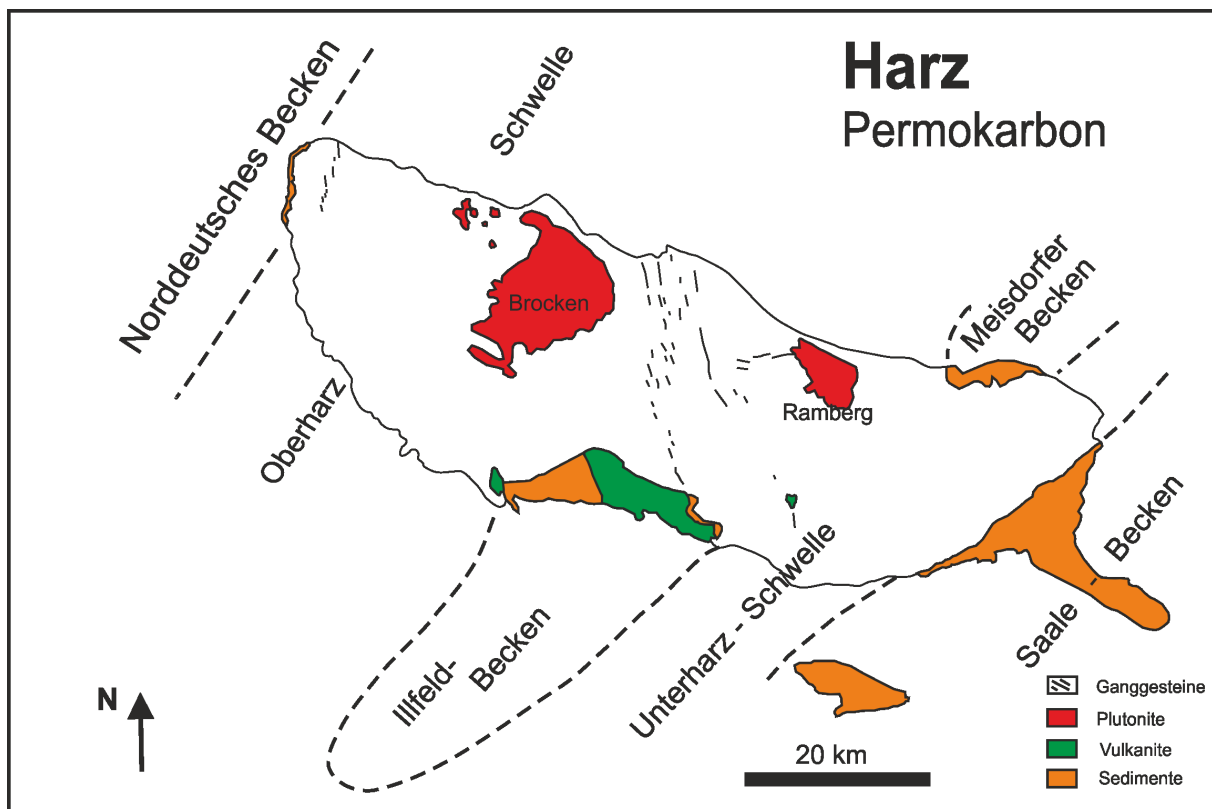 Harz
Permokarbon
Norddeutsches Becken
Schwelle
Oberharz
Brocken
Ramberg
Meisdorfer
Becken
Illfeld-
Becken
Unterharz - Schwelle
Saale - Becken
N
20 km
Ganggesteine
Plutonite
Vulkanite
Sedimente